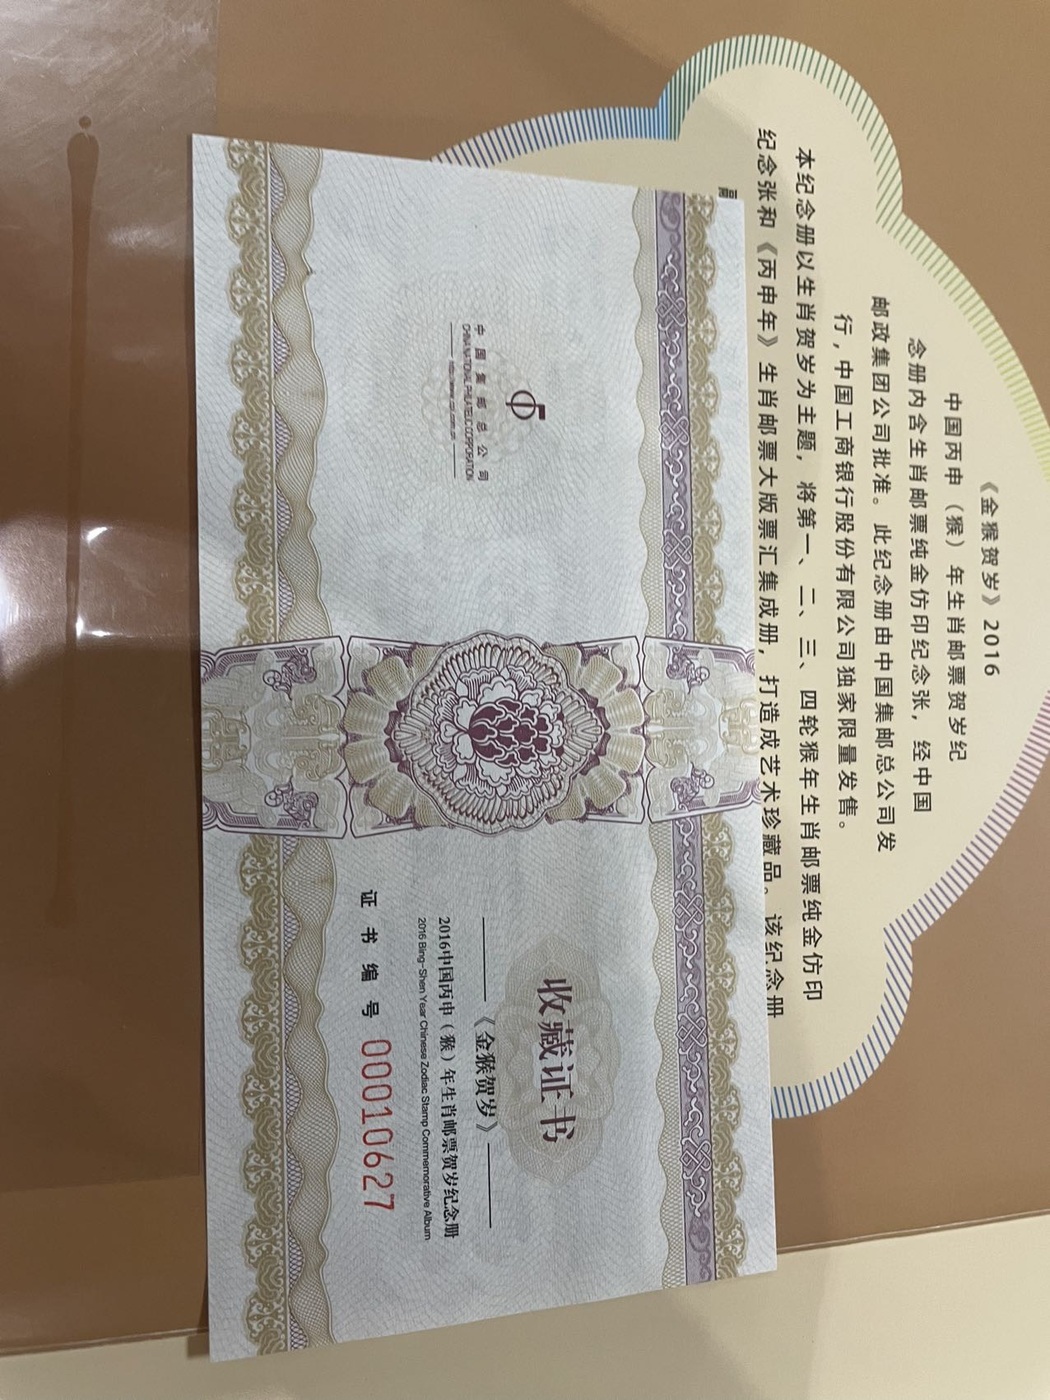 《金猴贺岁》2016
中国丙申（猴）年生肖邮票贺岁纪
念册内含生肖邮票纯金仿印纪念张，经中国
邮政集团公司批准。此纪念册由中国集邮总公司发
行，中国工商银行股份有限公司独家限量发售。
本纪念册以生肖贺岁为主题，将第一、二、三、四轮猴年生肖邮票纯金仿印
纪念张和《丙申年》生肖邮票大版票汇集成册，打造成艺术珍藏品。该纪念册
中国集邮总公司
CHINA NATIONAL PHILATELIC CORPORATION
收藏证书
《金猴贺岁》
2016中国丙申（猴）年生肖邮票贺岁纪念册
2016 Bing-Shen Year Chinese Zodiac Stamp Commemorative Album
证书编号 00010627